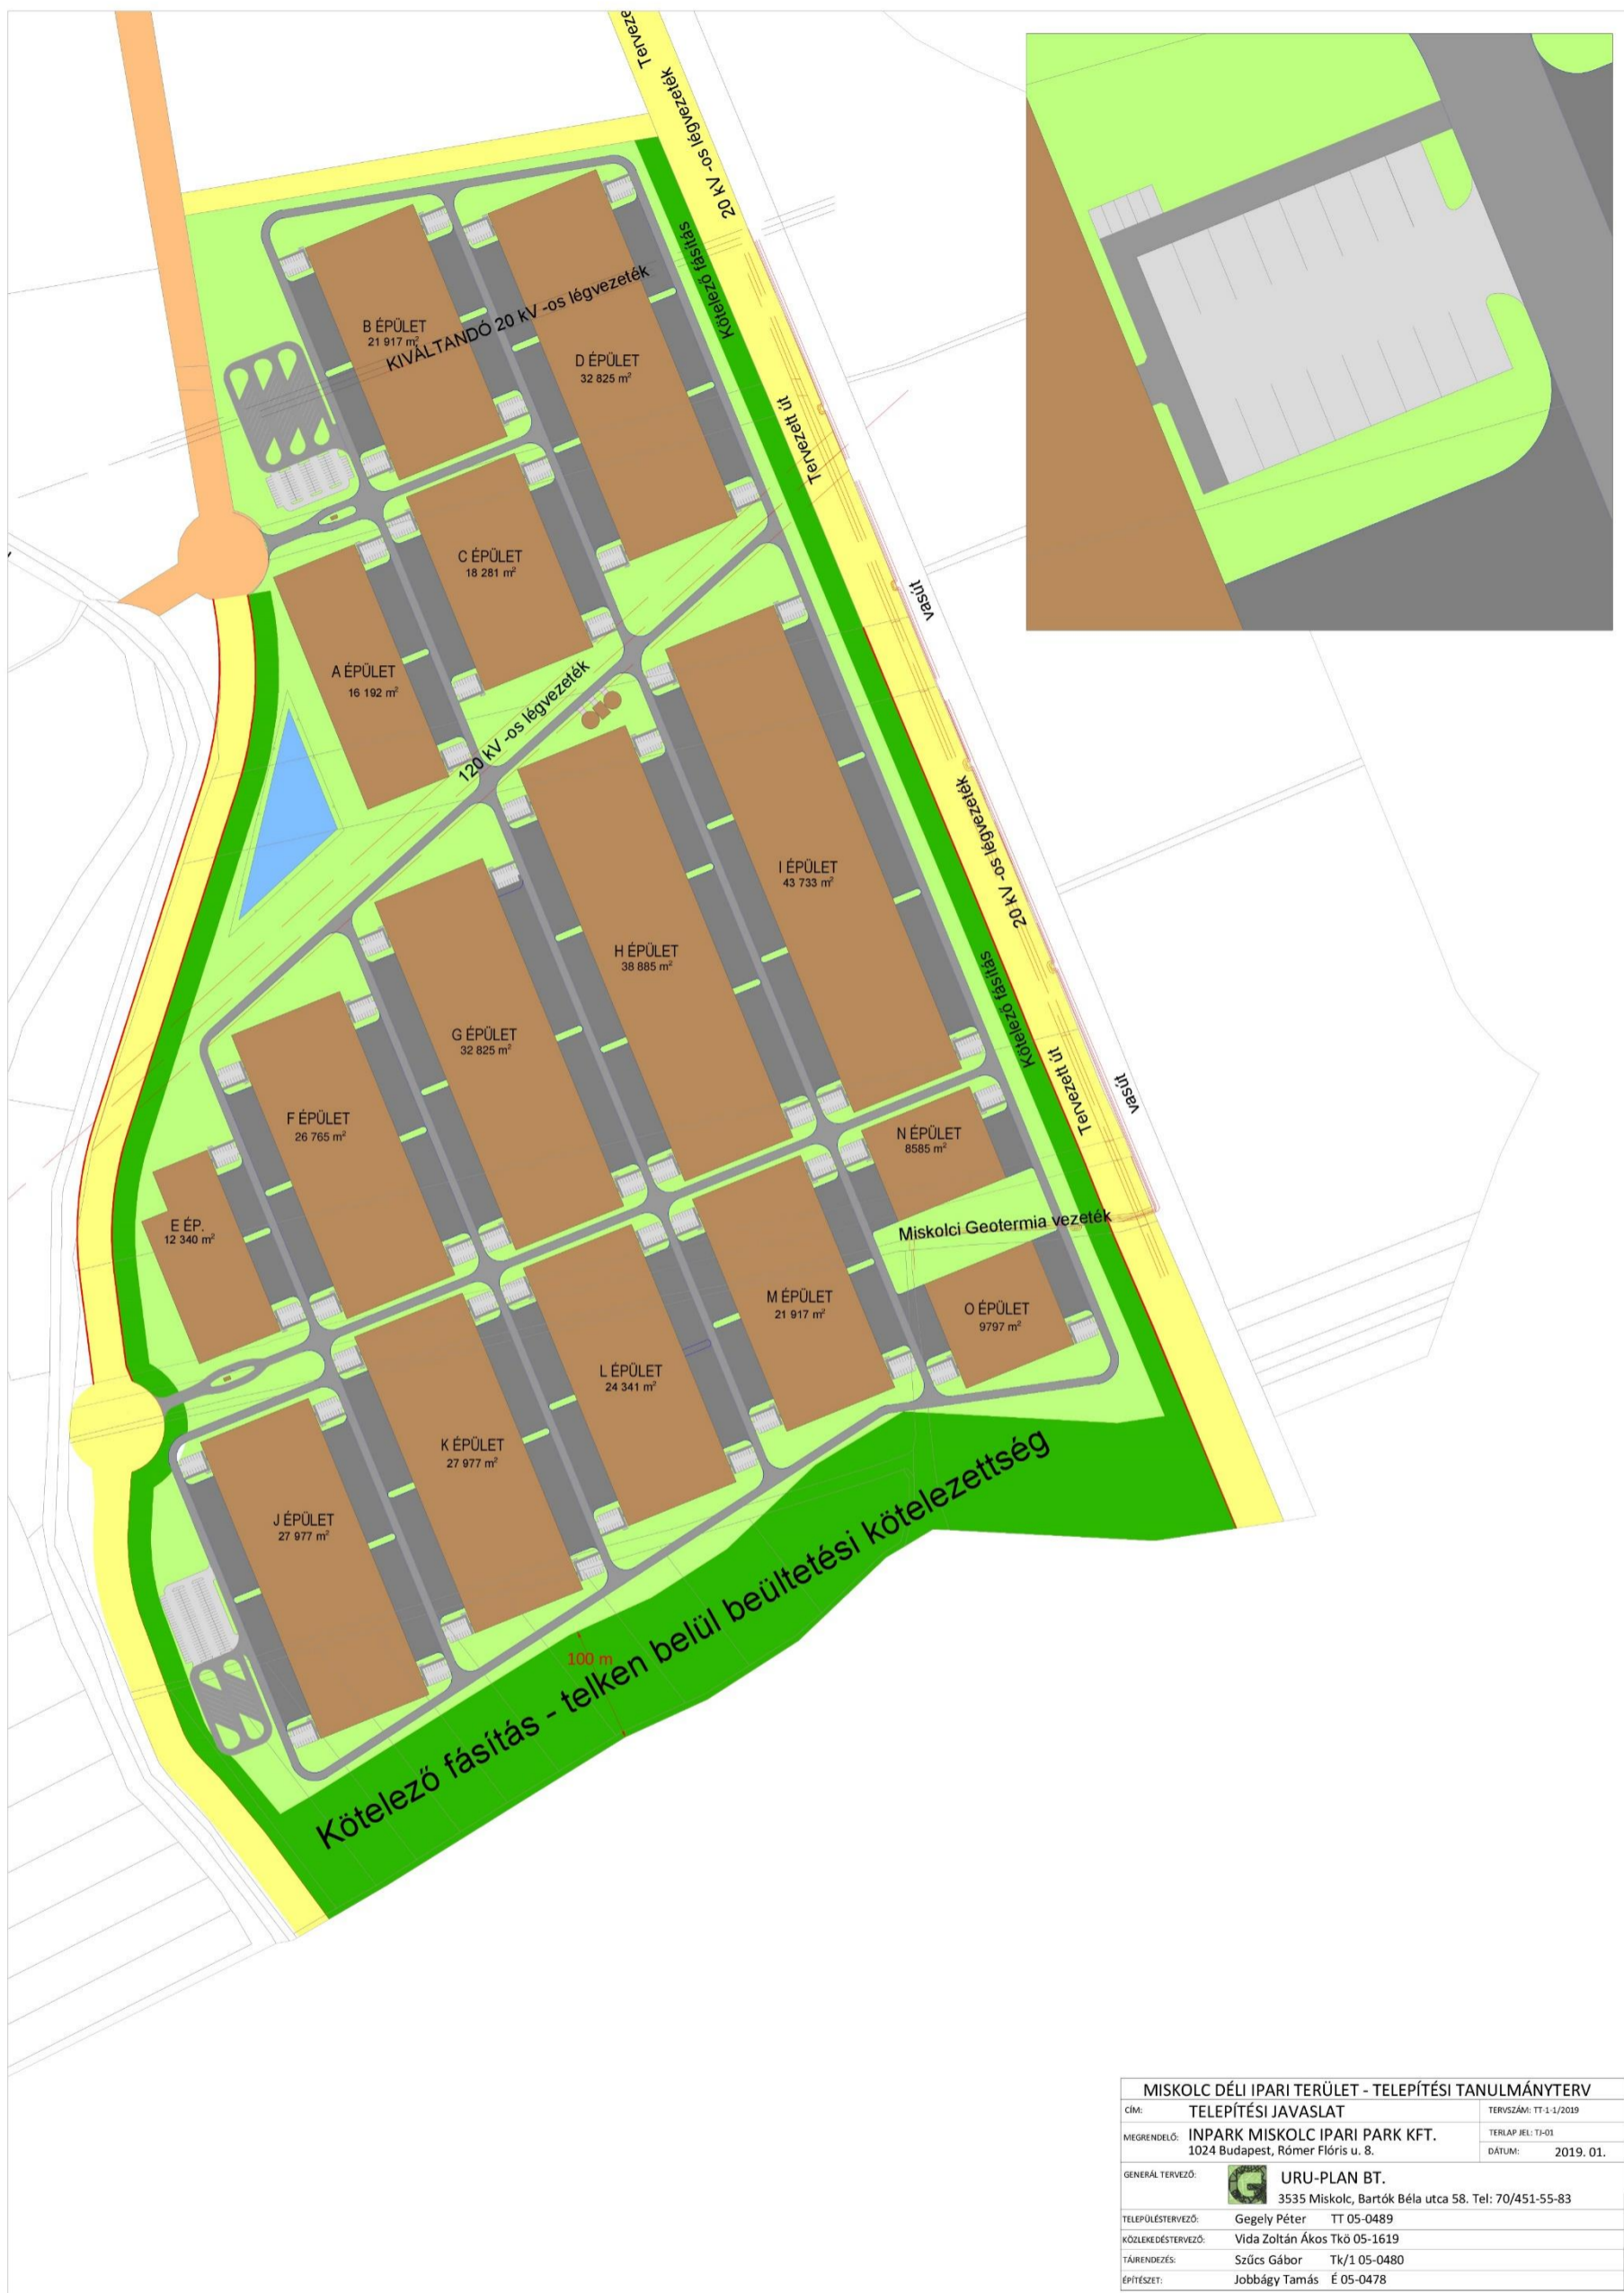 Terveze
20 kV -os légvezeték
Kötelező fásítás
B ÉPÜLET
21 917 m²
KIVÁLTANDÓ 20 kV -os légvezeték
D ÉPÜLET
32 825 m²
Tervezett út
C ÉPÜLET
18 281 m²
vasút
A ÉPÜLET
16 192 m²
120 kV -os légvezeték
20 kV -os légvezeték
I ÉPÜLET
43 733 m²
H ÉPÜLET
38 885 m²
Kötelező fásítás
G ÉPÜLET
32 825 m²
Tervezett út
vasút
F ÉPÜLET
26 765 m²
N ÉPÜLET
8585 m²
E ÉP.
12 340 m²
Miskolci Geotermia vezeték
M ÉPÜLET
21 917 m²
O ÉPÜLET
9797 m²
L ÉPÜLET
24 341 m²
K ÉPÜLET
27 977 m²
J ÉPÜLET
27 977 m²
100 m
Kötelező fásítás - telken belül beültetési kötelezettség
MISKOLC DÉLI IPARI TERÜLET - TELEPÍTÉSI TANULMÁNYTERV
CÍM: TELEPÍTÉSI JAVASLAT TERVSZÁM: TT-1-1/2019
MEGRENDELŐ: INPARK MISKOLC IPARI PARK KFT. TERLAP JEL: TJ-01
1024 Budapest, Rómer Flóris u. 8. DÁTUM: 2019. 01.
GENERÁL TERVEZŐ: URU-PLAN BT.
3535 Miskolc, Bartók Béla utca 58. Tel: 70/451-55-83
TELEPÜLÉSTERVEZŐ: Gegely Péter TT 05-0489
KÖZLEKEDÉSTERVEZŐ: Vida Zoltán Ákos Tkö 05-1619
TÁJRENDEZÉS: Szűcs Gábor Tk/1 05-0480
ÉPÍTÉSZET: Jobbágy Tamás É 05-0478